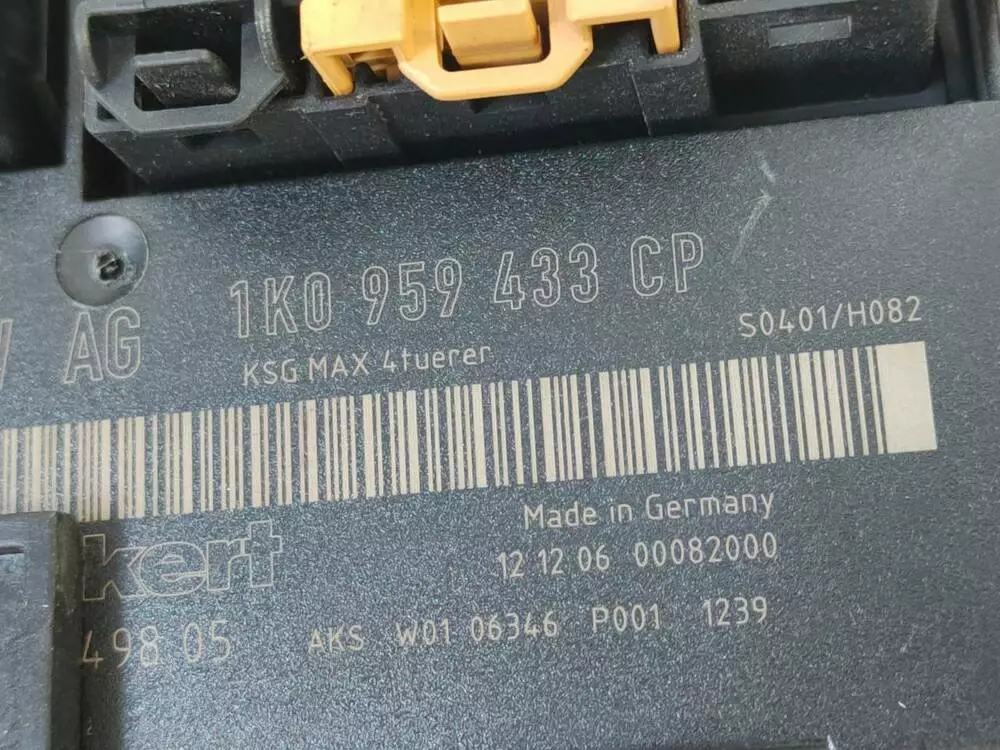 AG 1K0 959 433 CP
KSG MAX 4tuerer S0401/H082
Made in Germany
kert 12 12 06 00082000
498 05 AKS W01 06346 P001 1239